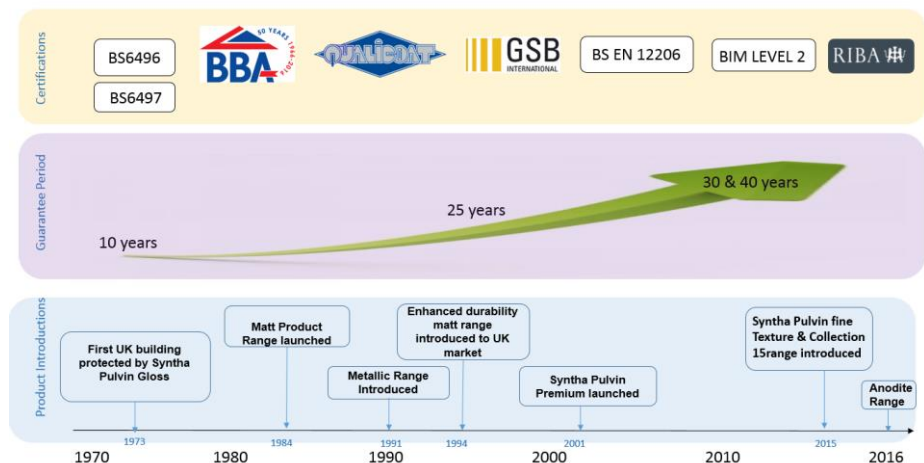 Certifications
BS6496
BS6497
50 YEARS 1966-2016
BBA
QUALICOAT
GSB
INTERNATIONAL
BS EN 12206
BIM LEVEL 2
RIBA
Guarantee Period
10 years
25 years
30 & 40 years
Product Introductions
First UK building
protected by Syntha
Pulvin Gloss
Matt Product
Range launched
Metallic Range
Introduced
Enhanced durability
matt range
introduced to UK
market
Syntha Pulvin
Premium launched
Syntha Pulvin fine
Texture & Collection
15range introduced
Anodite
Range
1973
1984
1991
1994
2001
2015
1970
1980
1990
2000
2010
2016